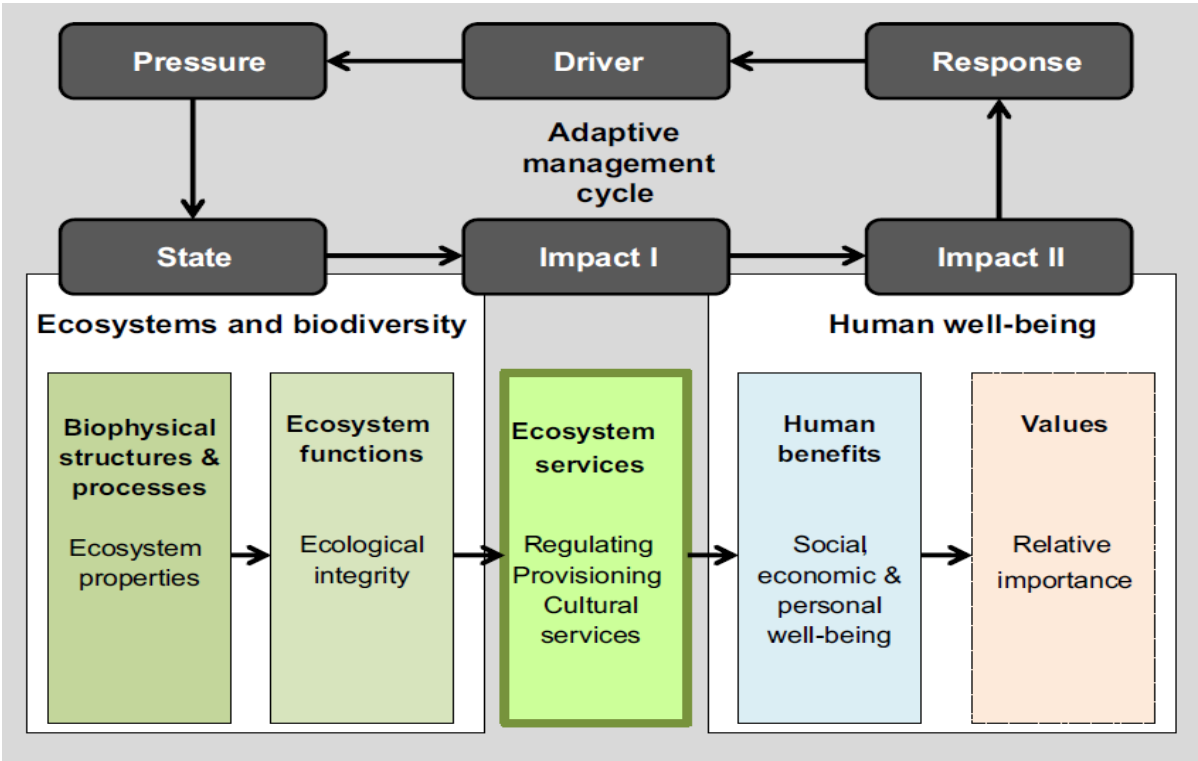 Pressure
Driver
Response
Adaptive
management
cycle
State
Impact I
Impact II
Ecosystems and biodiversity
Human well-being
Biophysical
structures &
processes
Ecosystem
properties
Ecosystem
functions
Ecological
integrity
Ecosystem
services
Regulating
Provisioning
Cultural
services
Human
benefits
Social,
economic &
personal
well-being
Values
Relative
importance